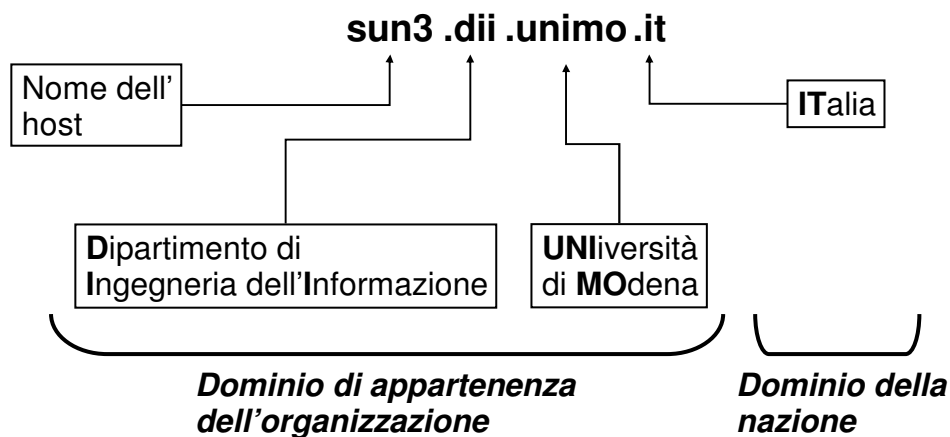 sun3 .dii .unimo .it
Nome dell'
host
ITalia
Dipartimento di
Ingegneria dell'Informazione
UNIiversità
di MOdena
Dominio di appartenenza
dell'organizzazione
Dominio della
nazione